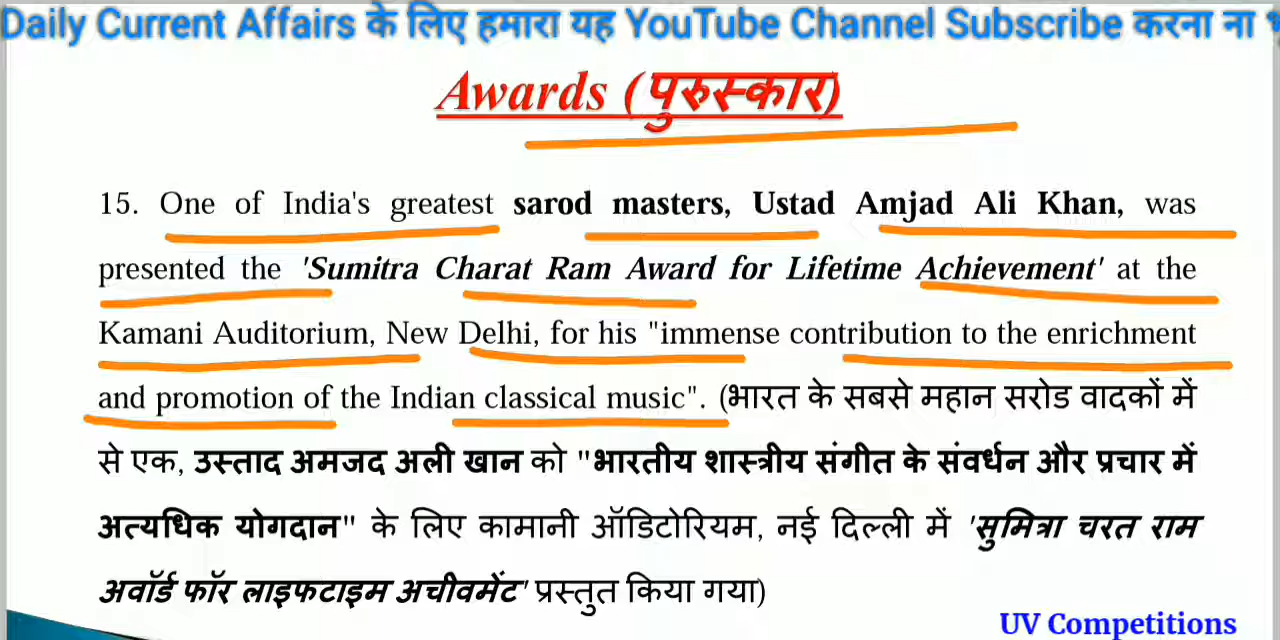 Daily Current Affairs के लिए हमारा यह YouTube Channel Subscribe करना ना
Awards (पुरुस्कार)
15. One of India's greatest sarod masters, Ustad Amjad Ali Khan, was
presented the 'Sumitra Charat Ram Award for Lifetime Achievement' at the
Kamani Auditorium, New Delhi, for his "immense contribution to the enrichment
and promotion of the Indian classical music". (भारत के सबसे महान सरोड वादकों में
से एक, उस्ताद अमजद अली खान को "भारतीय शास्त्रीय संगीत के संवर्धन और प्रचार में
अत्यधिक योगदान" के लिए कामानी ऑडिटोरियम, नई दिल्ली में 'सुमित्रा चरत राम
अवॉर्ड फॉर लाइफटाइम अचीवमेंट' प्रस्तुत किया गया)
UV Competitions